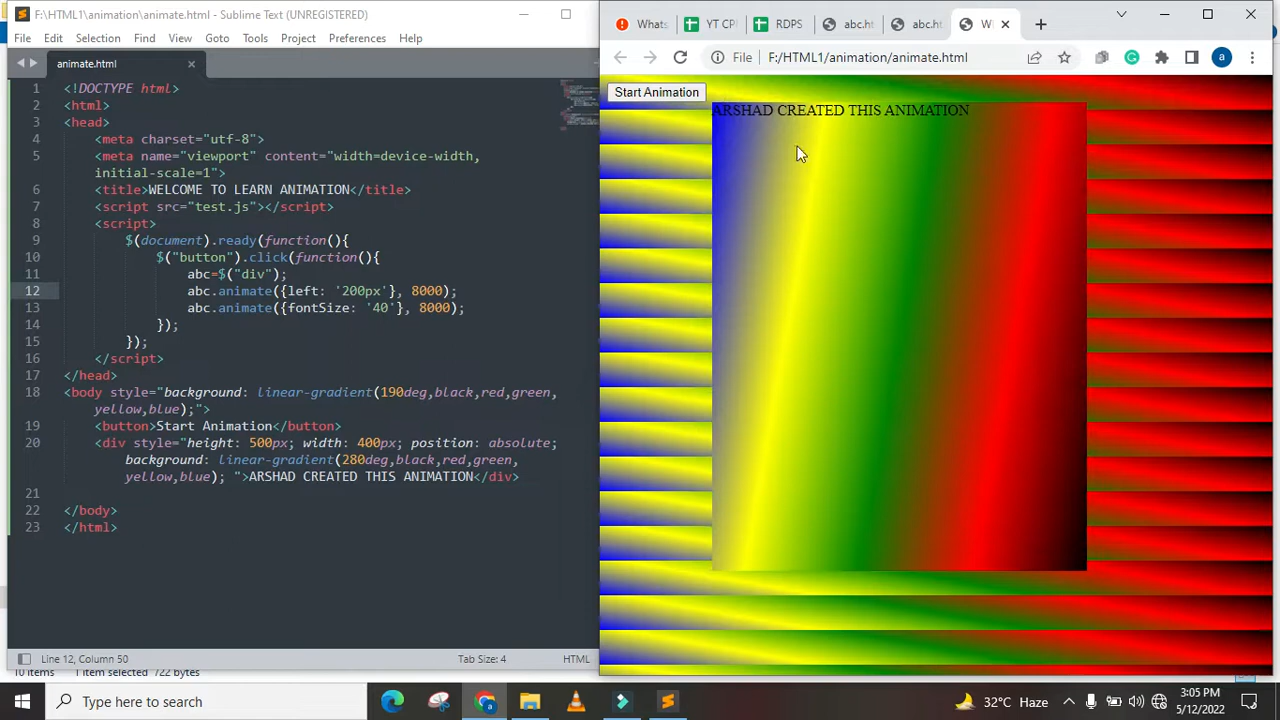 F:\HTML1\animation\animate.html - Sublime Text (UNREGISTERED)
File Edit Selection Find View Goto Tools Project Preferences Help
animate.html
1 <!DOCTYPE html>
2 <html>
3 <head>
4 <meta charset="utf-8">
5 <meta name="viewport" content="width=device-width,
initial-scale=1">
6 <title>WELCOME TO LEARN ANIMATION</title>
7 <script src="test.js"></script>
8 <script>
9 $(document).ready(function(){
10 $("button").click(function(){
11 abc=$("div");
12 abc.animate({left: '200px'}, 8000);
13 abc.animate({fontSize: '40'}, 8000);
14 });
15 });
16 </script>
17 </head>
18 <body style="background: linear-gradient(190deg,black,red,green,
yellow,blue);">
19 <button>Start Animation</button>
20 <div style="height: 500px; width: 400px; position: absolute;
background: linear-gradient(280deg,black,red,green,
yellow,blue); ">ARSHAD CREATED THIS ANIMATION</div>
21
22 </body>
23 </html>
Line 12, Column 50 Tab Size: 4 HTML
10 items 1 item selected 722 bytes
Whats YT CP RDPS abc.ht abc.ht W
File F:/HTML1/animation/animate.html a
Start Animation
ARSHAD CREATED THIS ANIMATION
Type here to search
32°C Haze
3:05 PM
5/12/2022